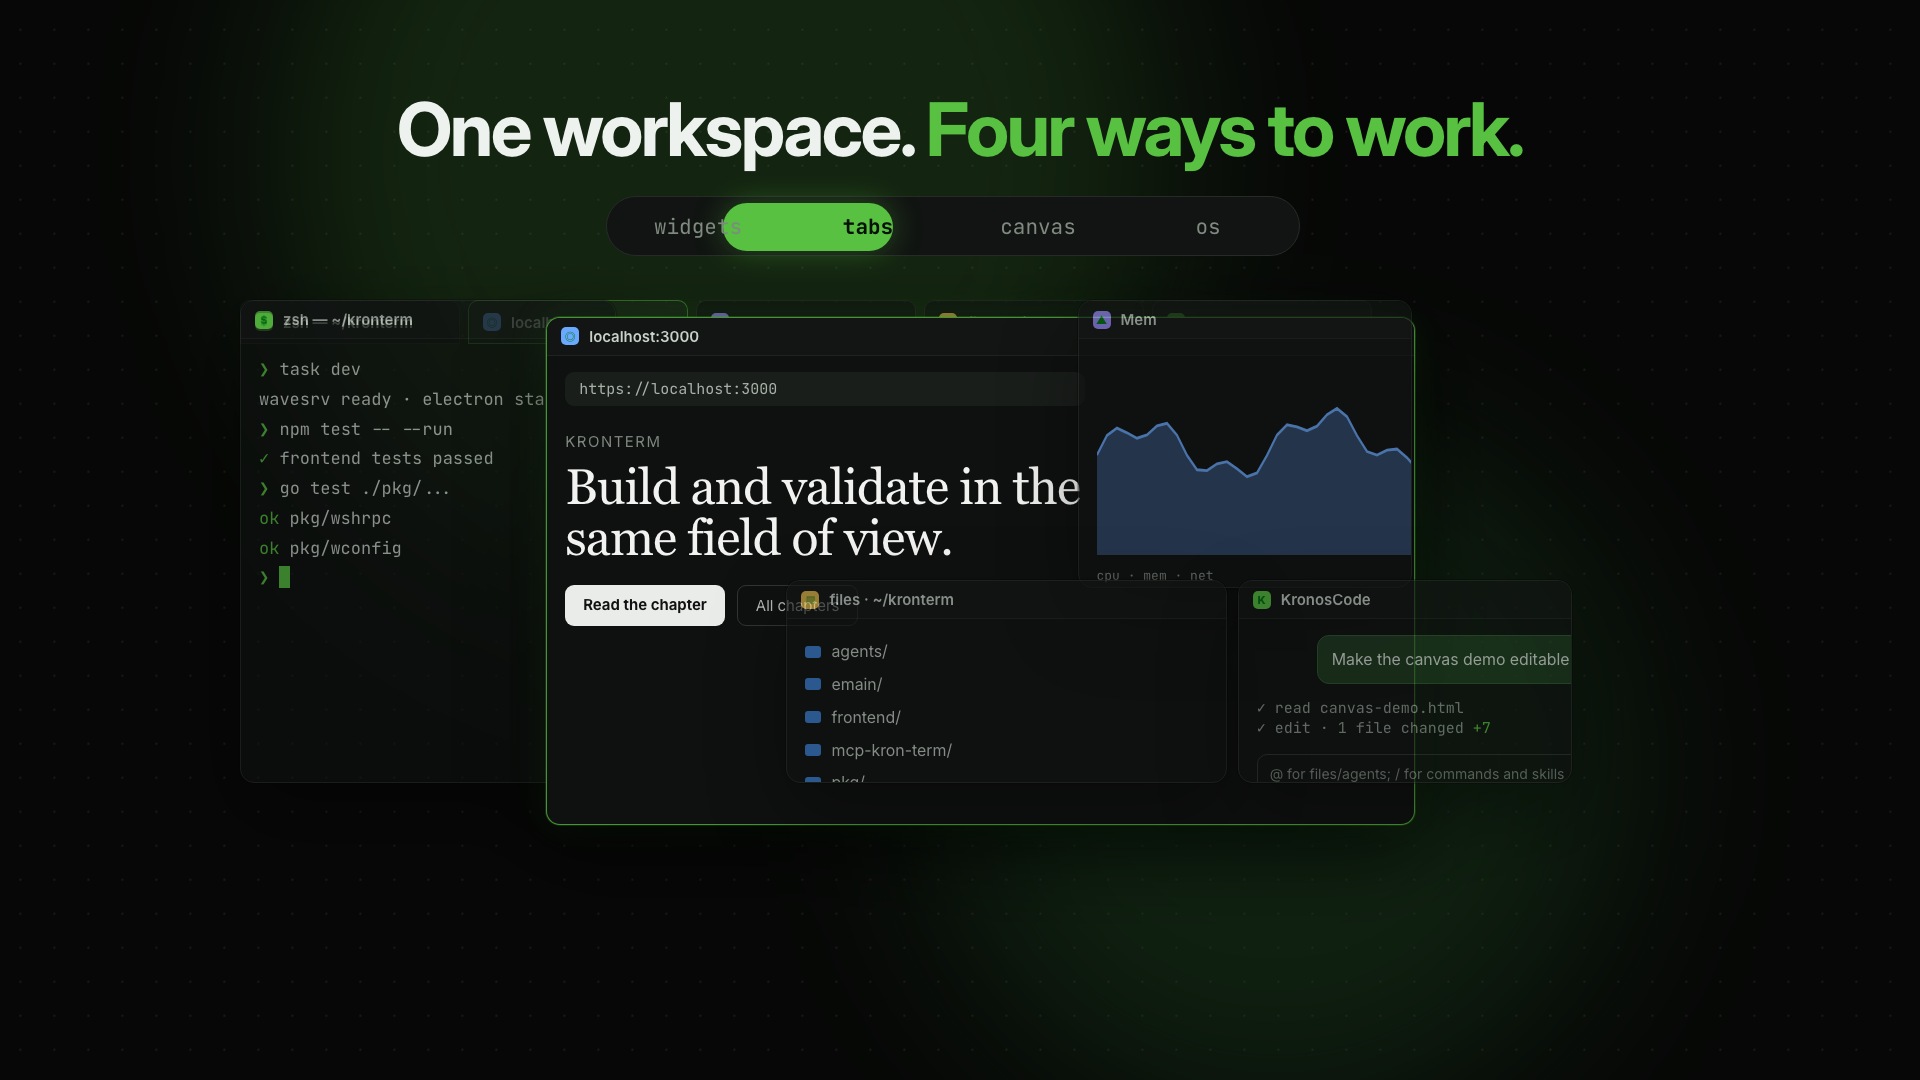 One workspace. Four ways to work.
widgets tabs canvas os
zsh — ~/kronterm
❯ task dev
wavesrv ready · electron sta
❯ npm test -- --run
✓ frontend tests passed
❯ go test ./pkg/...
ok pkg/wshrpc
ok pkg/wconfig
❯
localhost:3000
https://localhost:3000
KRONTERM
Build and validate in the
same field of view.
Read the chapter
All chapters
Mem
cpu · mem · net
files · ~/kronterm
agents/
emain/
frontend/
mcp-kron-term/
pkg/
K KronosCode
Make the canvas demo editable
✓ read canvas-demo.html
✓ edit · 1 file changed +7
@ for files/agents; / for commands and skills